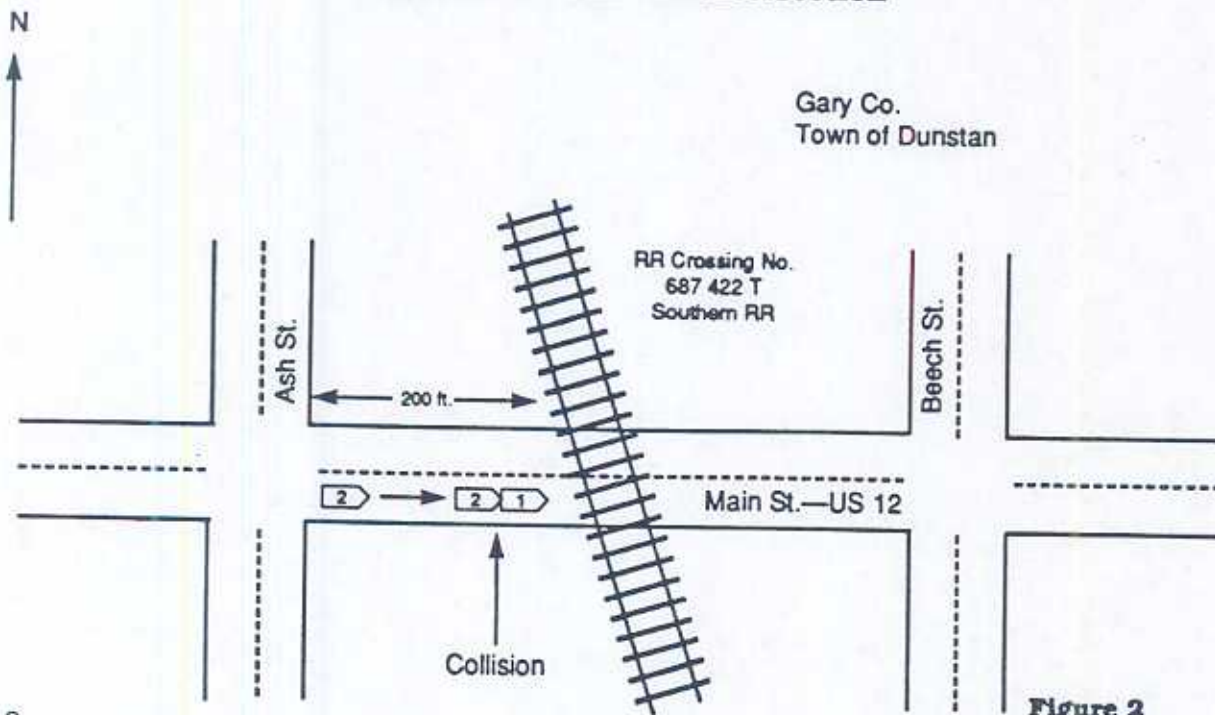 N
Gary Co.
Town of Dunstan
RR Crossing No.
687 422 T
Southern RR
Ash St.
Beech St.
200 ft.
2
2
1
Main St.—US 12
Collision
Figure 2